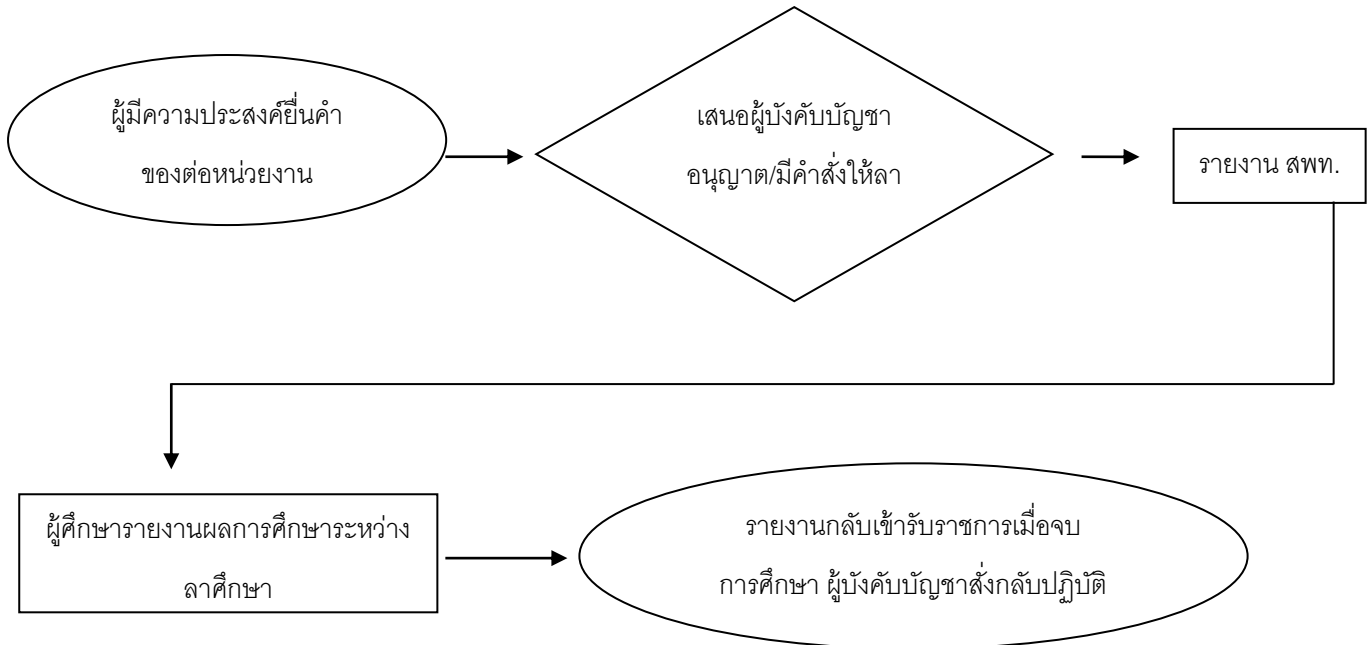 ผู้มีความประสงค์ยื่นคำ
ของต่อหน่วยงาน
เสนอผู้บังคับบัญชา
อนุญาต/มีคำสั่งให้ลา
รายงาน สพท.
ผู้ศึกษารายงานผลการศึกษาระหว่าง
ลาศึกษา
รายงานกลับเข้ารับราชการเมื่อจบ
การศึกษา ผู้บังคับบัญชาสั่งกลับปฏิบัติ